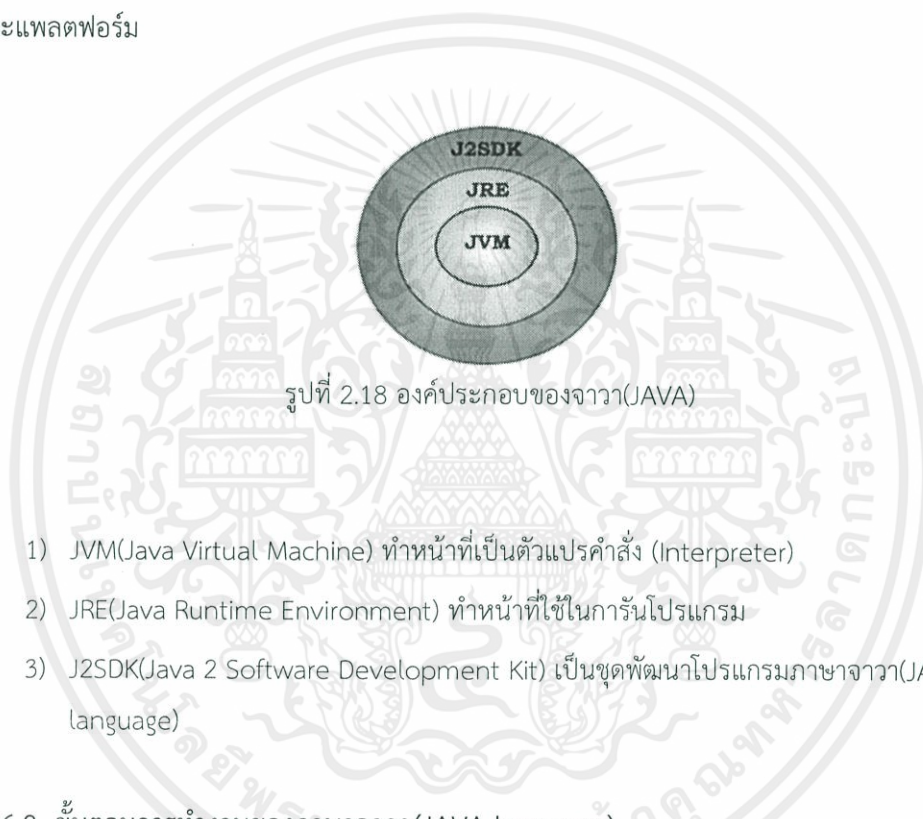 ะแพลตฟอร์ม
J2SDK
JRE
JVM
รูปที่ 2.18 องค์ประกอบของจาวา(JAVA)
1) JVM(Java Virtual Machine) ทำหน้าที่เป็นตัวแปรคำสั่ง (Interpreter)
2) JRE(Java Runtime Environment) ทำหน้าที่ใช้ในการันโปรแกรม
3) J2SDK(Java 2 Software Development Kit) เป็นชุดพัฒนาโปรแกรมภาษาจาวา(JA
language)